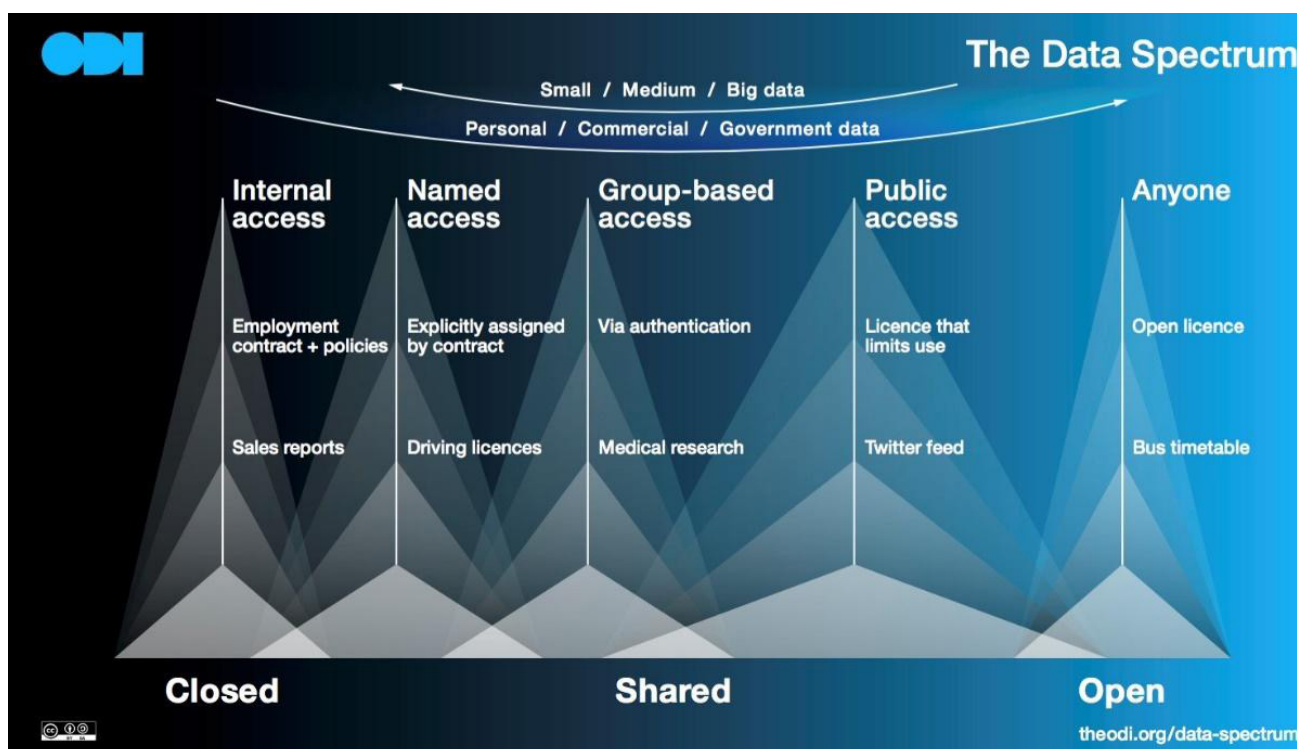 ODI
The Data Spectrum
Small / Medium / Big data
Personal / Commercial / Government data
Internal
access
Named
access
Group-based
access
Public
access
Anyone
Employment
contract + policies
Explicitly assigned
by contract
Via authentication
Licence that
limits use
Open licence
Sales reports
Driving licences
Medical research
Twitter feed
Bus timetable
Closed
Shared
Open
cc
theodi.org/data-spectrum